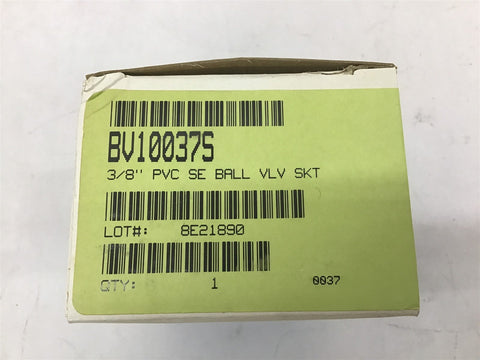 BV10037S
3/8" PVC SE BALL VLV SKT
LOT#: 8E21890
QTY: 1 0037